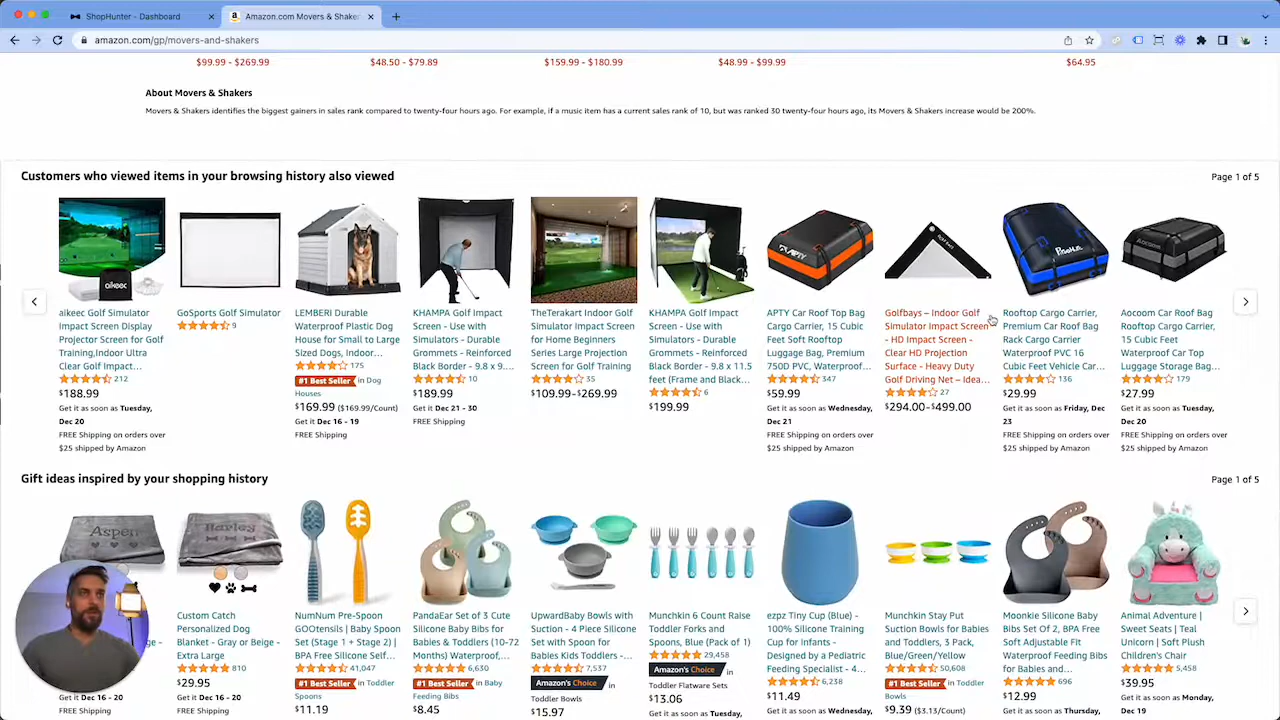 ShopHunter - Dashboard
Amazon.com Movers & Shaker
amazon.com/gp/movers-and-shakers
$99.99 - $269.99
$48.50 - $79.89
$159.99 - $180.99
$48.99 - $99.99
$64.95
About Movers & Shakers
Movers & Shakers identifies the biggest gainers in sales rank compared to twenty-four hours ago. For example, if a music item has a current sales rank of 10, but was ranked 30 twenty-four hours ago, its Movers & Shakers increase would be 200%.
Customers who viewed items in your browsing history also viewed
Page 1 of 5
aikeec
aikeec Golf Simulator
Impact Screen Display
Projector Screen for Golf
Training,Indoor Ultra
Clear Golf Impact...
212
$188.99
Get it as soon as Tuesday,
Dec 20
FREE Shipping on orders over
$25 shipped by Amazon
GoSports Golf Simulator
9
LEMBERI Durable
Waterproof Plastic Dog
House for Small to Large
Sized Dogs, Indoor...
175
#1 Best Seller in Dog
Houses
$169.99 ($169.99/Count)
Get it Dec 16 - 19
FREE Shipping
KHAMPA Golf Impact
Screen - Use with
Simulators - Durable
Grommets - Reinforced
Black Border - 9.8 x 9....
10
$189.99
Get it Dec 21 - 30
FREE Shipping
TheTerakart Indoor Golf
Simulator Impact Screen
for Home Beginners
Series Large Projection
Screen for Golf Training
35
$109.99-$269.99
KHAMPA Golf Impact
Screen - Use with
Simulators - Durable
Grommets - Reinforced
Black Border - 9.8 x 11.5
feet (Frame and Black...
6
$199.99
APTY
APTY Car Roof Top Bag
Cargo Carrier, 15 Cubic
Feet Soft Rooftop
Luggage Bag, Premium
750D PVC, Waterproof...
347
$59.99
Get it as soon as Wednesday,
Dec 21
FREE Shipping on orders over
$25 shipped by Amazon
Golfbays – Indoor Golf
Simulator Impact Screen
- HD Impact Screen -
Clear HD Projection
Surface - Heavy Duty
Golf Driving Net – Idea...
27
$294.00-$499.00
Rooftop Cargo Carrier,
Premium Car Roof Bag
Rack Cargo Carrier
Waterproof PVC 16
Cubic Feet Vehicle Car...
136
$29.99
Get it as soon as Friday, Dec
23
FREE Shipping on orders over
$25 shipped by Amazon
Aocoom Car Roof Bag
Rooftop Cargo Carrier,
15 Cubic Feet
Waterproof Car Top
Luggage Storage Bag...
179
$27.99
Get it as soon as Tuesday,
Dec 20
FREE Shipping on orders over
$25 shipped by Amazon
Gift ideas inspired by your shopping history
Page 1 of 5
Aspen
Get it Dec 16 - 20
FREE Shipping
Harley
Custom Catch
Personalized Dog
Blanket - Gray or Beige -
Extra Large
810
$29.95
Get it Dec 16 - 20
FREE Shipping
NumNum Pre-Spoon
GOOtensils | Baby Spoon
Set (Stage 1 + Stage 2) |
BPA Free Silicone Self...
41,047
#1 Best Seller in Toddler
Spoons
$11.19
PandaEar Set of 3 Cute
Silicone Baby Bibs for
Babies & Toddlers (10-72
Months) Waterproof,...
6,630
#1 Best Seller in Baby
Feeding Bibs
$8.45
UpwardBaby Bowls with
Suction - 4 Piece Silicone
Set with Spoon for
Babies Kids Toddlers -...
7,537
Amazon's Choice in
Toddler Bowls
$15.97
Munchkin 6 Count Raise
Toddler Forks and
Spoons, Blue (Pack of 1)
29,458
Amazon's Choice in
Toddler Flatware Sets
$13.06
Get it as soon as Tuesday,
ezpz Tiny Cup (Blue) -
100% Silicone Training
Cup for Infants -
Designed by a Pediatric
Feeding Specialist - 4...
6,238
$11.49
Get it as soon as Wednesday,
Munchkin Stay Put
Suction Bowls for Babies
and Toddlers, 3 Pack,
Blue/Green/Yellow
50,608
#1 Best Seller in Toddler
Bowls
$9.39 ($3.13/Count)
Moonkie Silicone Baby
Bibs Set Of 2, BPA Free
Soft Adjustable Fit
Waterproof Feeding Bibs
for Babies and...
696
$12.99
Get it as soon as Thursday,
Animal Adventure |
Sweet Seats | Teal
Unicorn | Soft Plush
Children's Chair
5,458
$39.95
Get it as soon as Monday,
Dec 19